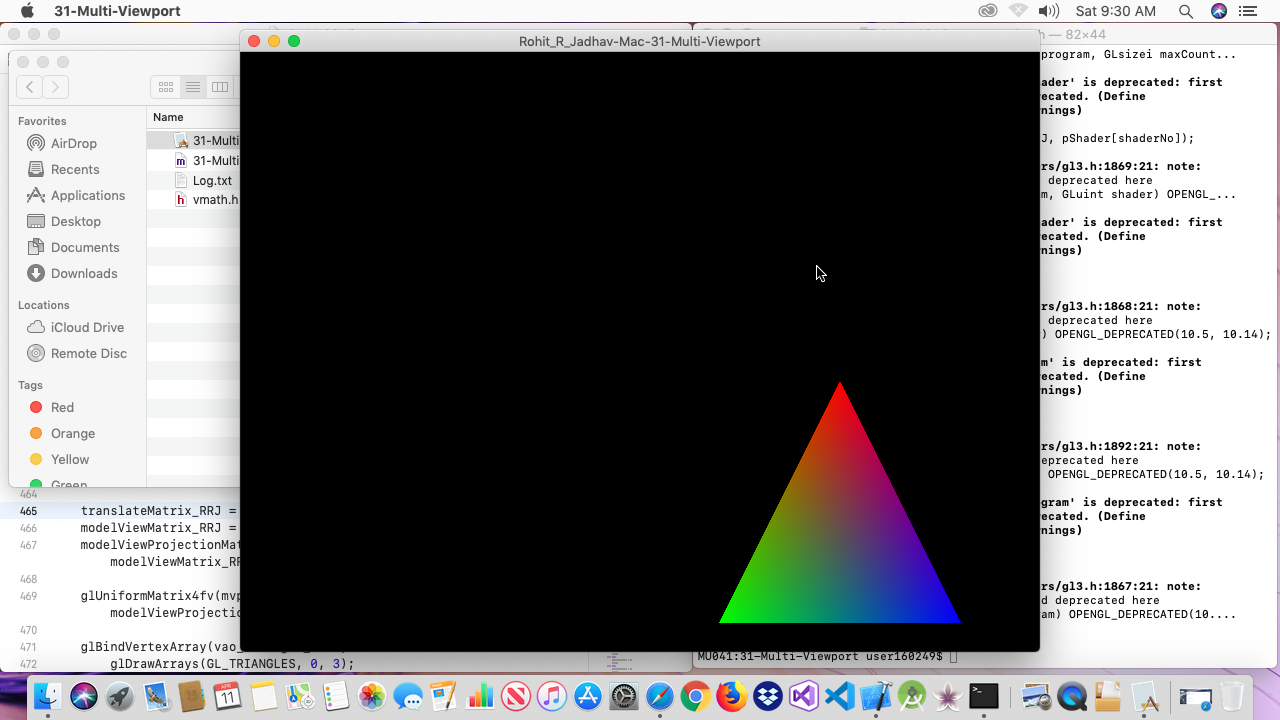 31-Multi-Viewport
Sat 9:30 AM
Rohit_R_Jadhav-Mac-31-Multi-Viewport
h — 82×44
Favorites
AirDrop
Recents
Applications
Desktop
Documents
Downloads
Locations
iCloud Drive
Remote Disc
Tags
Red
Orange
Yellow
Green
Name
31-Multi
31-Multi
Log.txt
vmath.h
464
465 translateMatrix_RRJ =
466 modelViewMatrix_RRJ =
467 modelViewProjectionMat
modelViewMatrix_RR
468
469 glUniformMatrix4fv(mvp
modelViewProjectio
470
471 glBindVertexArray(vao_
472 glDrawArrays(GL_TRIANGLES, 0, 3);
program, GLsizei maxCount...
ader' is deprecated: first
ecated. (Define
nings)
J, pShader[shaderNo]);
rs/gl3.h:1869:21: note:
deprecated here
m, GLuint shader) OPENGL_...
ader' is deprecated: first
ecated. (Define
nings)
rs/gl3.h:1868:21: note:
deprecated here
) OPENGL_DEPRECATED(10.5, 10.14);
m' is deprecated: first
ecated. (Define
nings)
rs/gl3.h:1892:21: note:
eprecated here
OPENGL_DEPRECATED(10.5, 10.14);
gram' is deprecated: first
ecated. (Define
nings)
rs/gl3.h:1867:21: note:
d deprecated here
am) OPENGL_DEPRECATED(10....
MU041:31-Multi-Viewport user160249$
APR
11